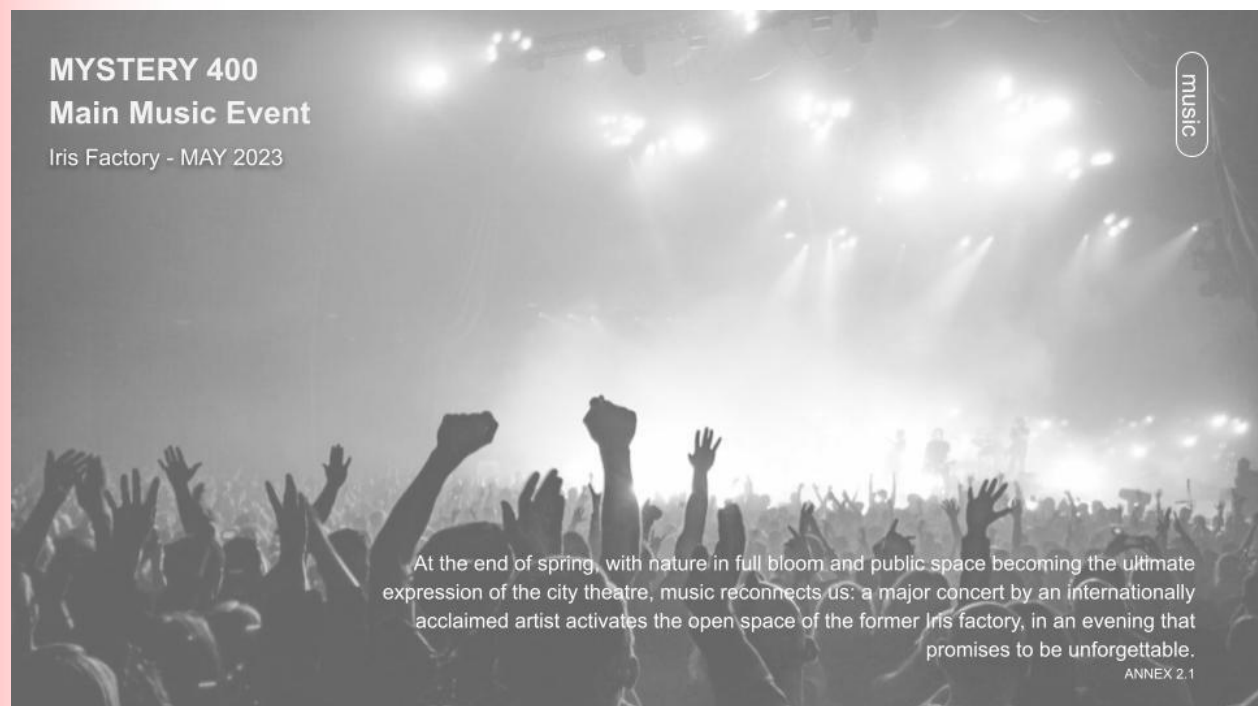 MYSTERY 400
Main Music Event
Iris Factory - MAY 2023
music
At the end of spring, with nature in full bloom and public space becoming the ultimate
expression of the city theatre, music reconnects us: a major concert by an internationally
acclaimed artist activates the open space of the former Iris factory, in an evening that
promises to be unforgettable.
ANNEX 2.1